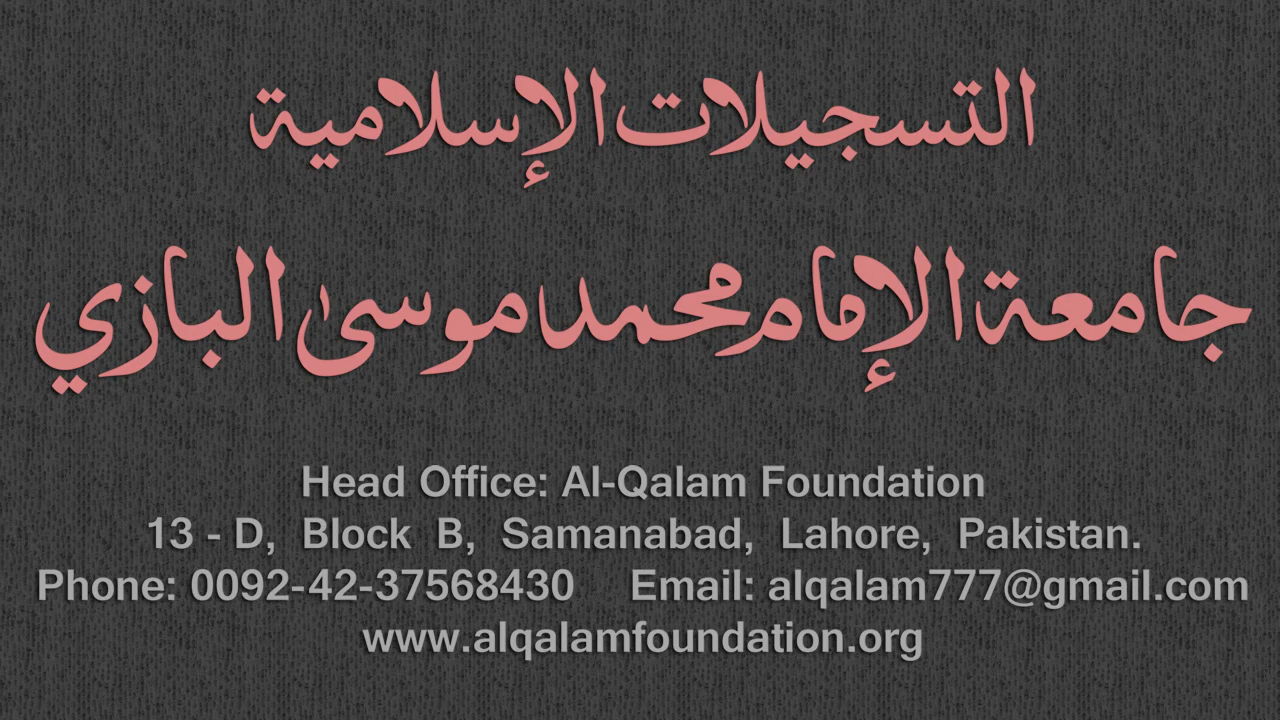 التسجيلات الإسلامية
جامعة الإمام محمد موسىٰ البازي
Head Office: Al-Qalam Foundation
13 - D, Block B, Samanabad, Lahore, Pakistan.
Phone: 0092-42-37568430 Email: alqalam777@gmail.com
www.alqalamfoundation.org